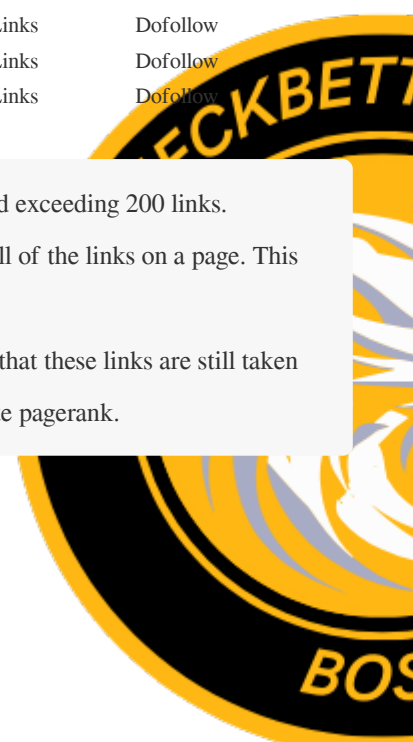 Links Dofollow
Links Dofollow
Links Dofollow
ECKBETT
d exceeding 200 links.
ll of the links on a page. This
that these links are still taken
e pagerank.
BOS